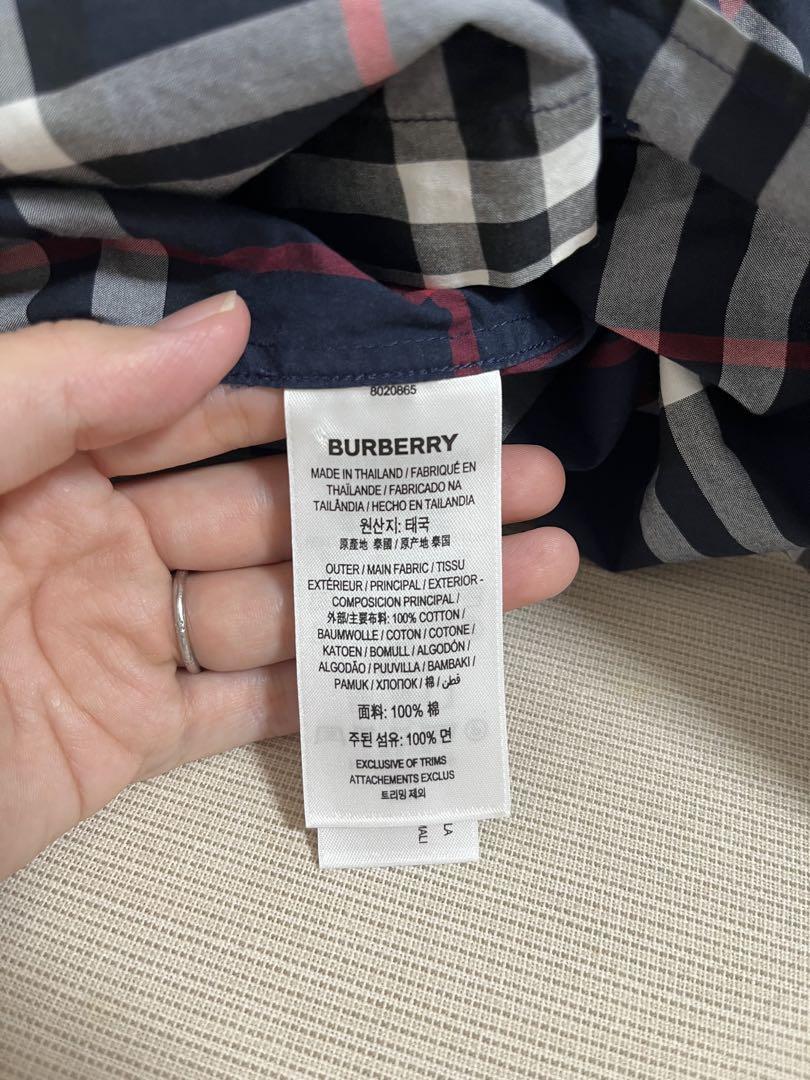 8020865
BURBERRY
MADE IN THAILAND / FABRIQUÉ EN
THAÏLANDE / FABRICADO NA
TAILÂNDIA / HECHO EN TAILANDIA
원산지: 태국
原產地 泰國 / 原产地 泰国
OUTER / MAIN FABRIC / TISSU
EXTÉRIEUR / PRINCIPAL / EXTERIOR -
COMPOSICION PRINCIPAL /
外部/主要布料: 100% COTTON /
BAUMWOLLE / COTON / COTONE /
KATOEN / BOMULL / ALGODÓN /
ALGODÃO / PUUVILLA / BAMBAKI /
PAMUK / ХЛОПОК / 棉 / قطن /
面料: 100% 棉
주된 섬유: 100% 면
EXCLUSIVE OF TRIMS
ATTACHEMENTS EXCLUS
트리밍 제외